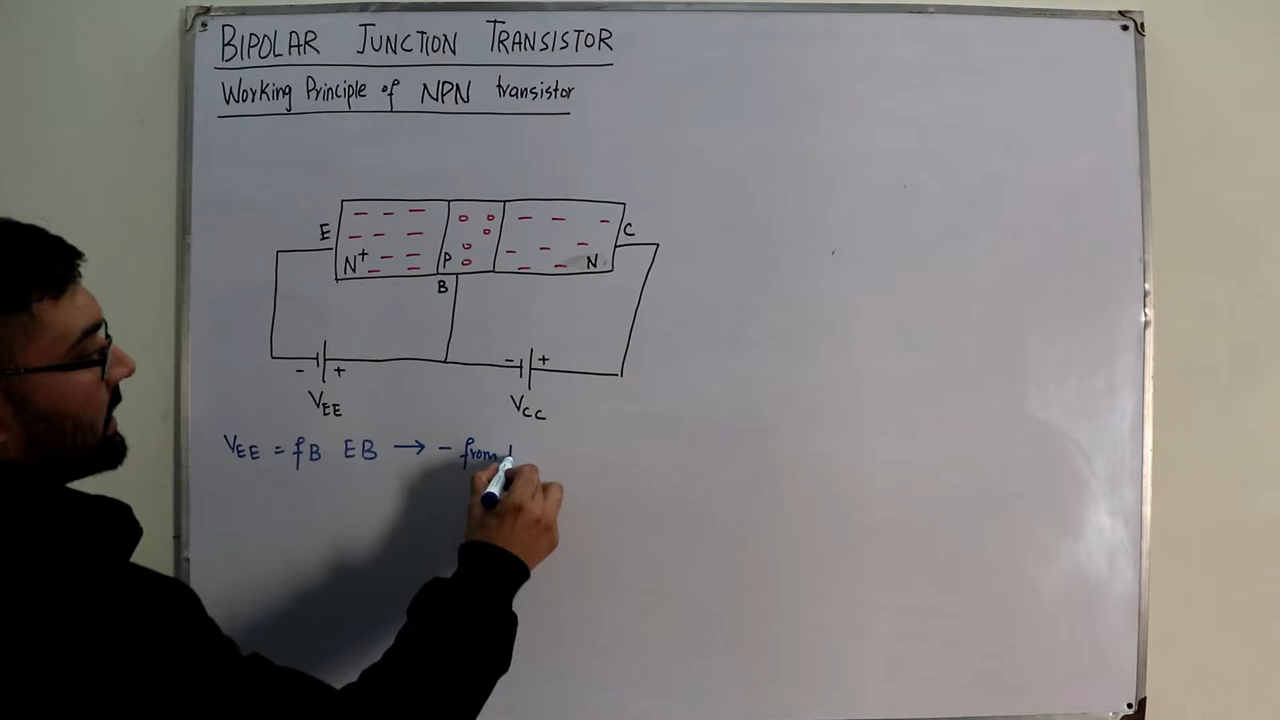 BIPOLAR JUNCTION TRANSISTOR
Working Principle of NPN transistor
E
C
N+
P
N
B
- +
- +
VEE
VCC
VEE = fB EB → - from